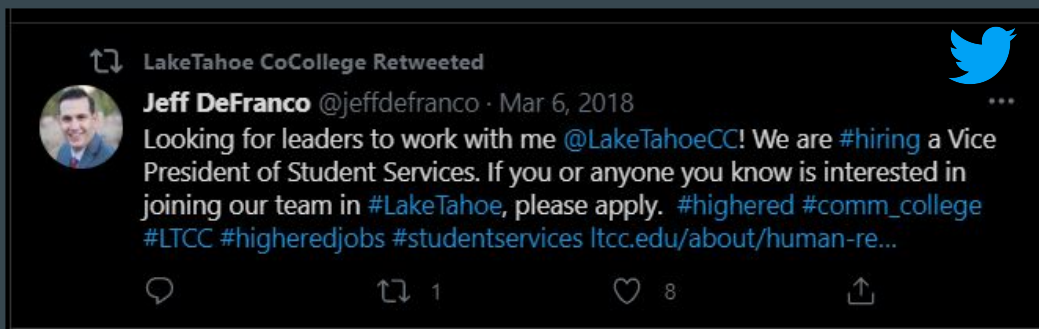 LakeTahoe CoCollege Retweeted
Jeff DeFranco @jeffdefranco · Mar 6, 2018
Looking for leaders to work with me @LakeTahoeCC! We are #hiring a Vice
President of Student Services. If you or anyone you know is interested in
joining our team in #LakeTahoe, please apply.  #highered #comm_college
#LTCC #higheredjobs #studentservices ltcc.edu/about/human-re...
1 8